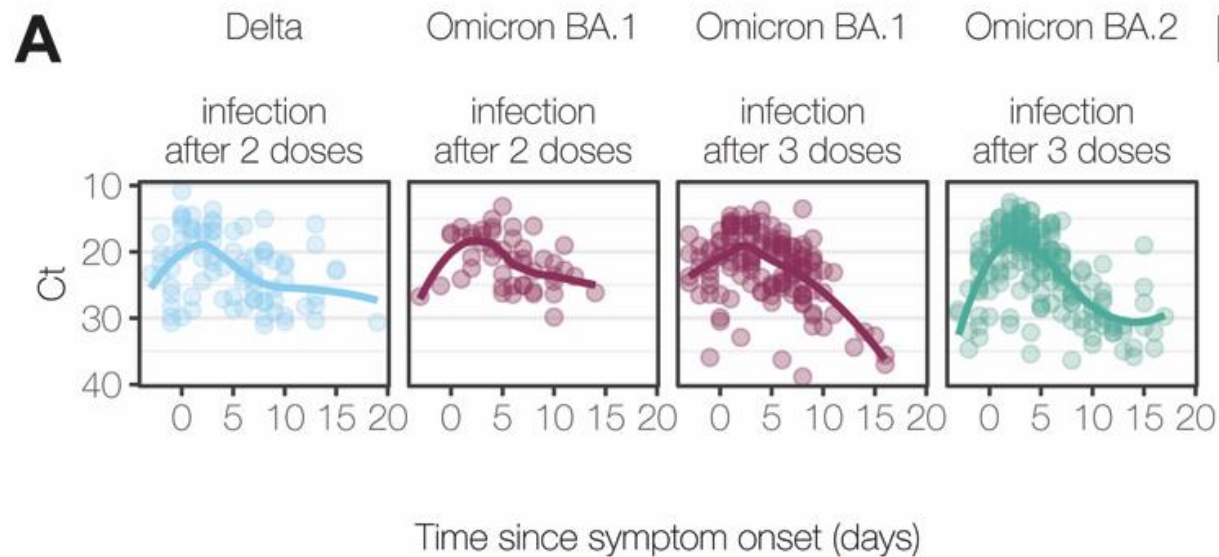 A
Delta
Omicron BA.1
Omicron BA.1
Omicron BA.2
infection
after 2 doses
infection
after 2 doses
infection
after 3 doses
infection
after 3 doses
Ct
10
20
30
40
0 5 10 15 20
0 5 10 15 20
0 5 10 15 20
0 5 10 15 20
Time since symptom onset (days)